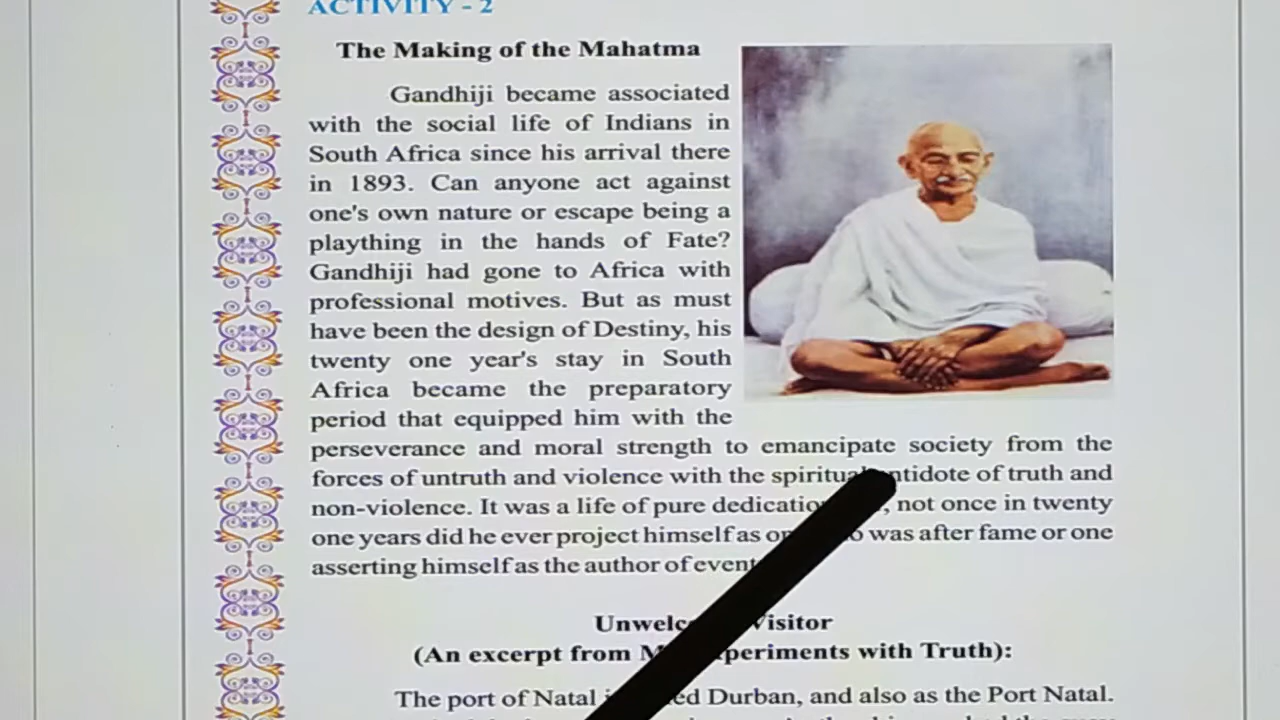 ACTIVITY - 2
The Making of the Mahatma
Gandhiji became associated
with the social life of Indians in
South Africa since his arrival there
in 1893. Can anyone act against
one's own nature or escape being a
plaything in the hands of Fate?
Gandhiji had gone to Africa with
professional motives. But as must
have been the design of Destiny, his
twenty one year's stay in South
Africa became the preparatory
period that equipped him with the
perseverance and moral strength to emancipate society from the
forces of untruth and violence with the spiritual antidote of truth and
non-violence. It was a life of pure dedication not once in twenty
one years did he ever project himself as was after fame or one
asserting himself as the author of event
Unwelc Visitor
(An excerpt from Experiments with Truth):
The port of Natal Durban, and also as the Port Natal.